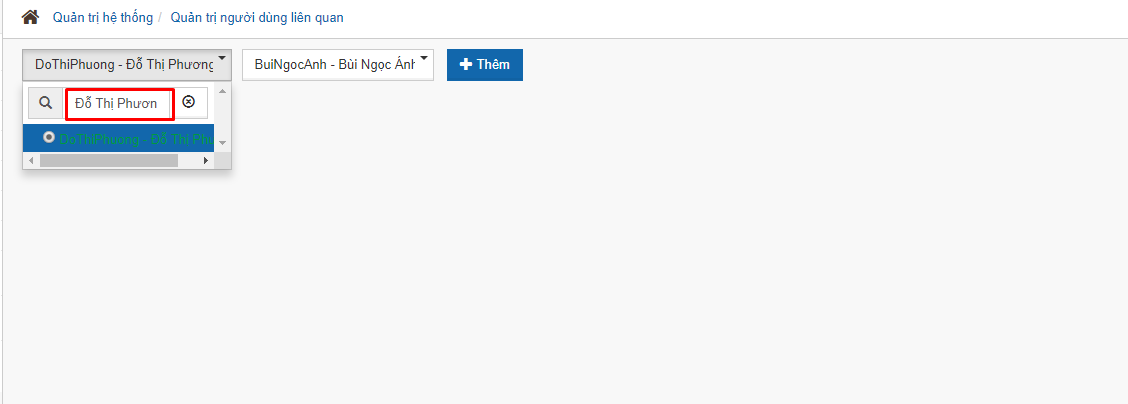 Quản trị hệ thống / Quản trị người dùng liên quan
DoThiPhuong - Đỗ Thị Phương BuiNgocAnh - Bùi Ngọc Ánh Thêm
Đỗ Thị Phươn
DoThiPhuong - Đỗ Thị Phư